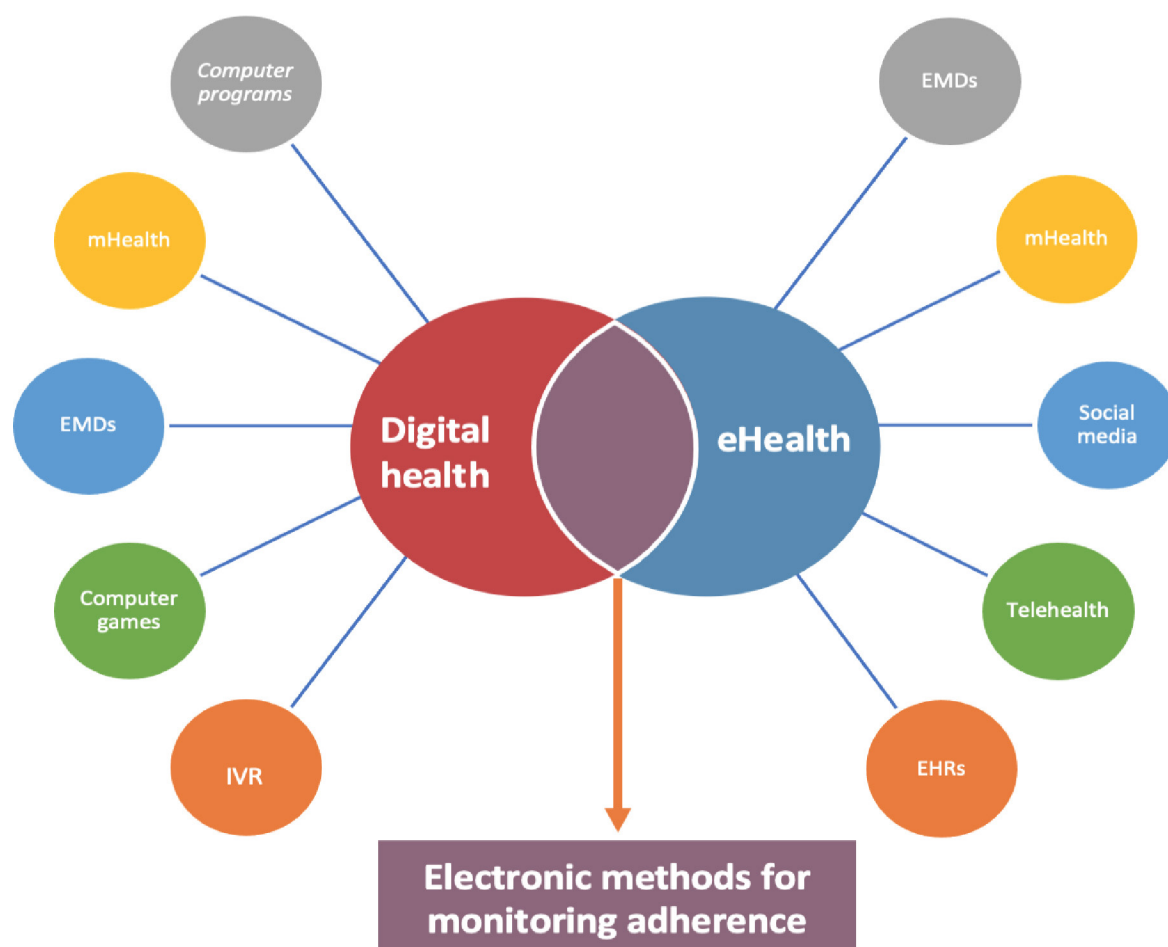 Computer
programs
EMDs
mHealth
mHealth
EMDs
Social
media
Digital
health
eHealth
Computer
games
Telehealth
IVR
EHRs
Electronic methods for
monitoring adherence